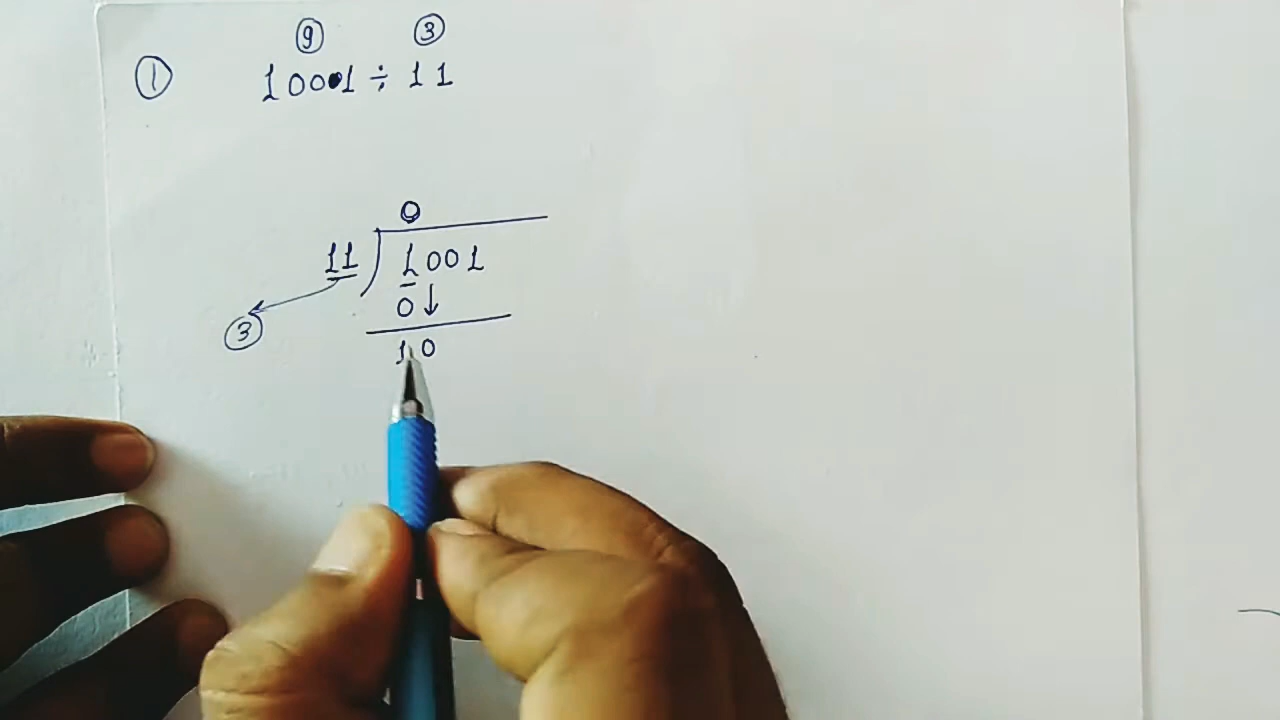 ⑨ ③
① 1001 ÷ 11
0
11 ) 1001
0 ↓
③
10